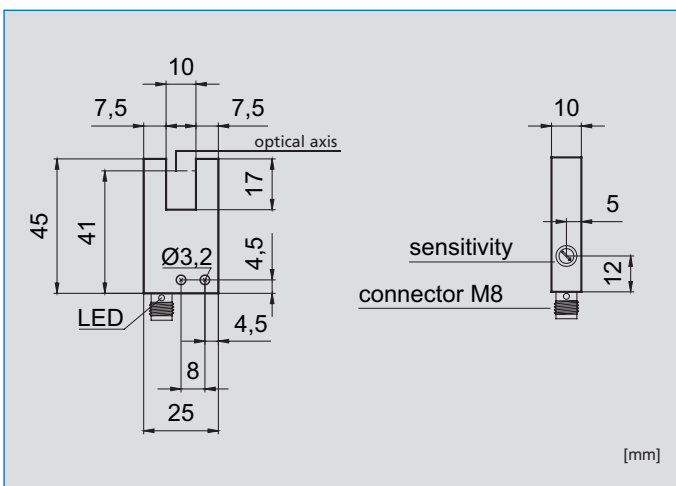 10
10
7,5
7,5
optical axis
45
41
17
5
Ø3,2
4,5
sensitivity
12
connector M8
LED
4,5
8
25
[mm]